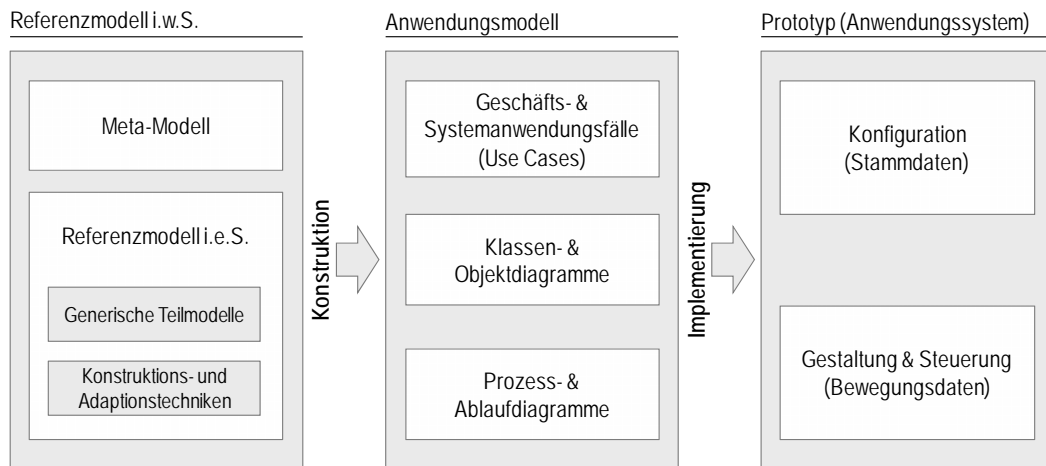 Referenzmodell i.w.S.
Meta-Modell
Referenzmodell i.e.S.
Generische Teilmodelle
Konstruktions- und
Adaptionstechniken
Konstruktion
Anwendungsmodell
Geschäfts- &
Systemanwendungsfälle
(Use Cases)
Klassen- &
Objektdiagramme
Prozess- &
Ablaufdiagramme
Implementierung
Prototyp (Anwendungssystem)
Konfiguration
(Stammdaten)
Gestaltung & Steuerung
(Bewegungsdaten)